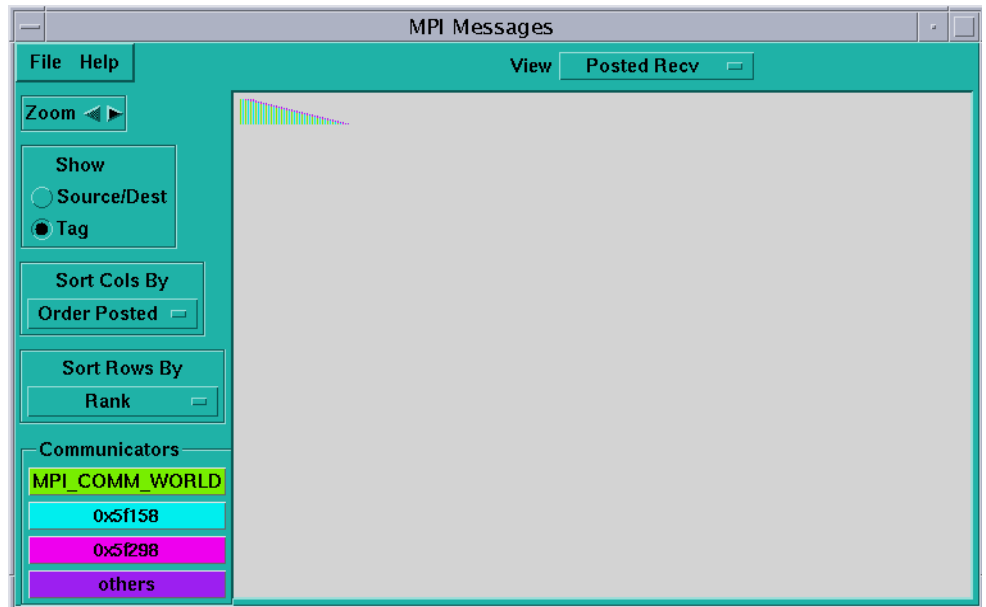 MPI Messages
File Help
View Posted Recv
Zoom
Show
Source/Dest
Tag
Sort Cols By
Order Posted
Sort Rows By
Rank
Communicators
MPI_COMM_WORLD
0x5f158
0x5f298
others